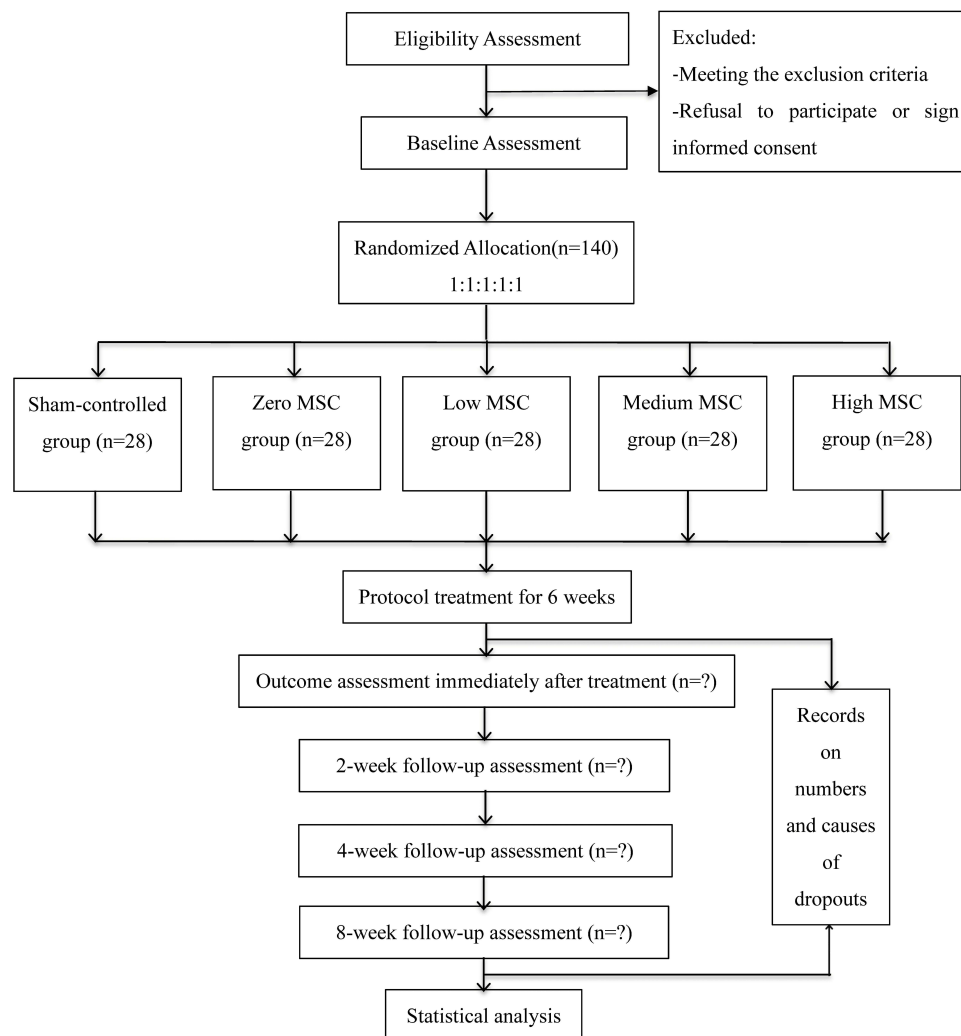 Eligibility Assessment
Excluded:
-Meeting the exclusion criteria
-Refusal to participate or sign
informed consent
Baseline Assessment
Randomized Allocation(n=140)
1:1:1:1:1
Sham-controlled
group (n=28)
Zero MSC
group (n=28)
Low MSC
group (n=28)
Medium MSC
group (n=28)
High MSC
group (n=28)
Protocol treatment for 6 weeks
Outcome assessment immediately after treatment (n=?)
2-week follow-up assessment (n=?)
4-week follow-up assessment (n=?)
8-week follow-up assessment (n=?)
Records
on
numbers
and causes
of
dropouts
Statistical analysis